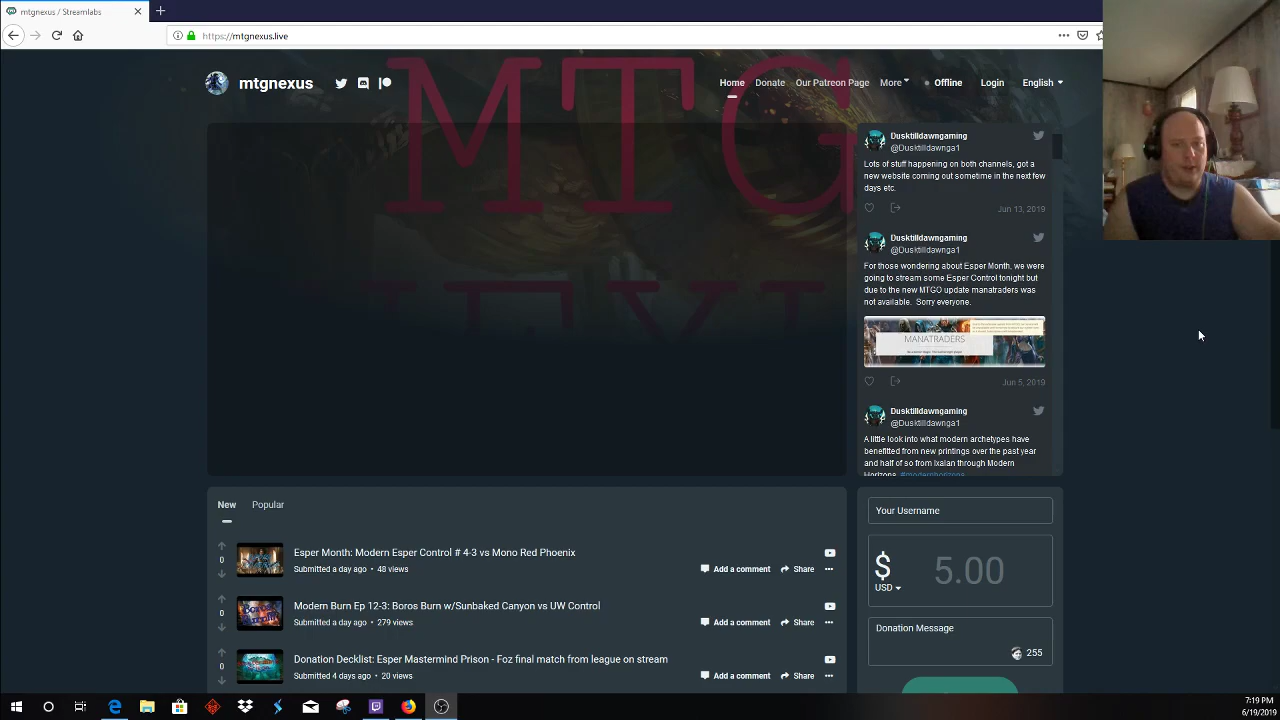 mtgnexus / Streamlabs
https://mtgnexus.live
MTG
mtgnexus
Home Donate Our Patreon Page More Offline Login English
Dusktilldawngaming
@Dusktilldawnga1
Lots of stuff happening on both channels, got a
new website coming out sometime in the next few
days etc.
Jun 13, 2019
Dusktilldawngaming
@Dusktilldawnga1
For those wondering about Esper Month, we were
going to stream some Esper Control tonight but
due to the new MTGO update manatraders was
not available. Sorry everyone.
MANATRADERS
Jun 5, 2019
Dusktilldawngaming
@Dusktilldawnga1
A little look into what modern archetypes have
benefitted from new printings over the past year
and half of so from Ixalan through Modern
Horizons. #modernhorizons
New Popular
0
Esper Month: Modern Esper Control # 4-3 vs Mono Red Phoenix
Submitted a day ago • 48 views
Add a comment Share
0
Modern Burn Ep 12-3: Boros Burn w/Sunbaked Canyon vs UW Control
Submitted a day ago • 279 views
Add a comment Share
0
Donation Decklist: Esper Mastermind Prison - Foz final match from league on stream
Submitted 4 days ago • 20 views
Add a comment Share
Your Username
$ 5.00
USD
Donation Message
255
7:19 PM
6/19/2019